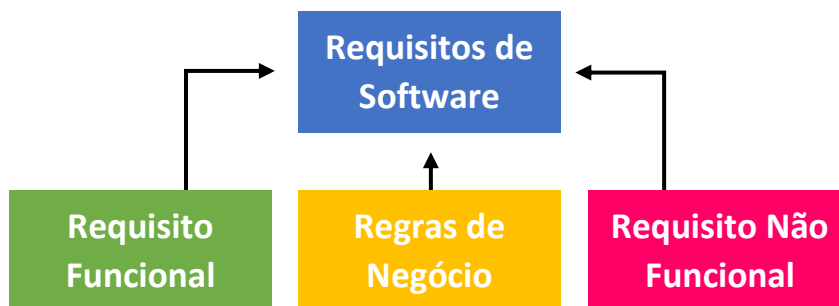 Requisitos de
Software
Requisito
Funcional
Regras de
Negócio
Requisito Não
Funcional